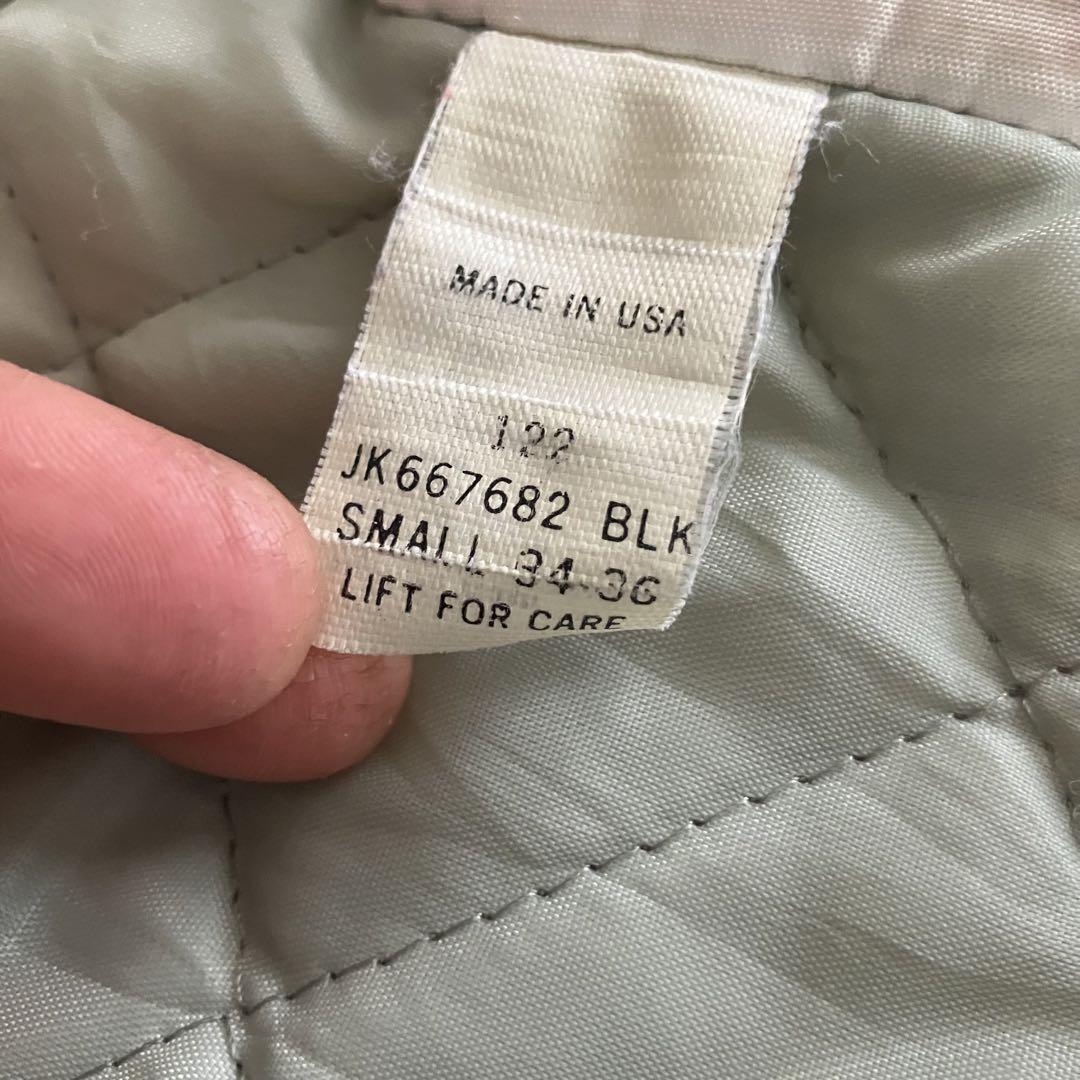 MADE IN USA
122
JK667682 BLK
SMALL 34-36
LIFT FOR CARE